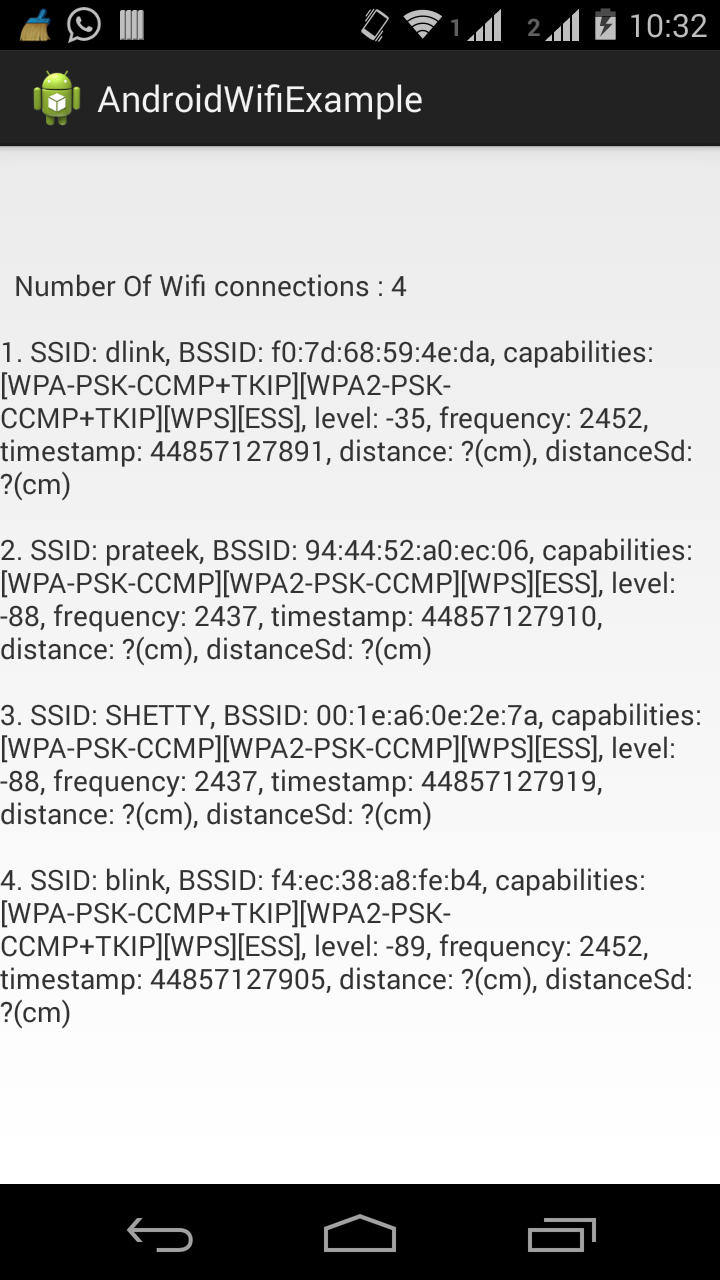 1 2 10:32
AndroidWifiExample
Number Of Wifi connections : 4
1. SSID: dlink, BSSID: f0:7d:68:59:4e:da, capabilities:
[WPA-PSK-CCMP+TKIP][WPA2-PSK-
CCMP+TKIP][WPS][ESS], level: -35, frequency: 2452,
timestamp: 44857127891, distance: ?(cm), distanceSd:
?(cm)
2. SSID: prateek, BSSID: 94:44:52:a0:ec:06, capabilities:
[WPA-PSK-CCMP][WPA2-PSK-CCMP][WPS][ESS], level:
-88, frequency: 2437, timestamp: 44857127910,
distance: ?(cm), distanceSd: ?(cm)
3. SSID: SHETTY, BSSID: 00:1e:a6:0e:2e:7a, capabilities:
[WPA-PSK-CCMP][WPA2-PSK-CCMP][WPS][ESS], level:
-88, frequency: 2437, timestamp: 44857127919,
distance: ?(cm), distanceSd: ?(cm)
4. SSID: blink, BSSID: f4:ec:38:a8:fe:b4, capabilities:
[WPA-PSK-CCMP+TKIP][WPA2-PSK-
CCMP+TKIP][WPS][ESS], level: -89, frequency: 2452,
timestamp: 44857127905, distance: ?(cm), distanceSd:
?(cm)